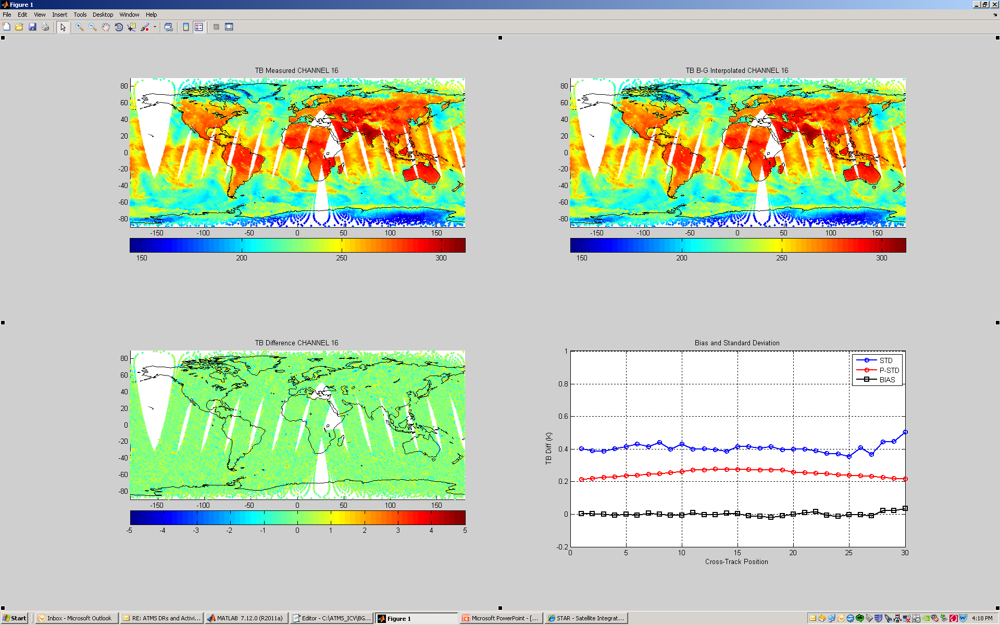 Figure 1
File Edit View Insert Tools Desktop Window Help
TB Measured CHANNEL 16
80
60
40
20
0
-20
-40
-60
-80
-150 -100 -50 0 50 100 150
150 200 250 300
TB B-G Interpolated CHANNEL 16
80
60
40
20
0
-20
-40
-60
-80
-150 -100 -50 0 50 100 150
150 200 250 300
TB Difference CHANNEL 16
80
60
40
20
0
-20
-40
-60
-80
-150 -100 -50 0 50 100 150
-5 -4 -3 -2 -1 0 1 2 3 4 5
Bias and Standard Deviation
STD
P-STD
BIAS
TB Diff (K)
1
0.8
0.6
0.4
0.2
0
-0.2
0 5 10 15 20 25 30
Cross-Track Position
Start Inbox - Microsoft Outlook RE: ATMS DRs and Activi... MATLAB 7.12.0 (R2011a) Editor - C:\ATMS_ICV\BG... Figure 1 Microsoft PowerPoint - [... STAR - Satellite Integrat... 4:18 PM